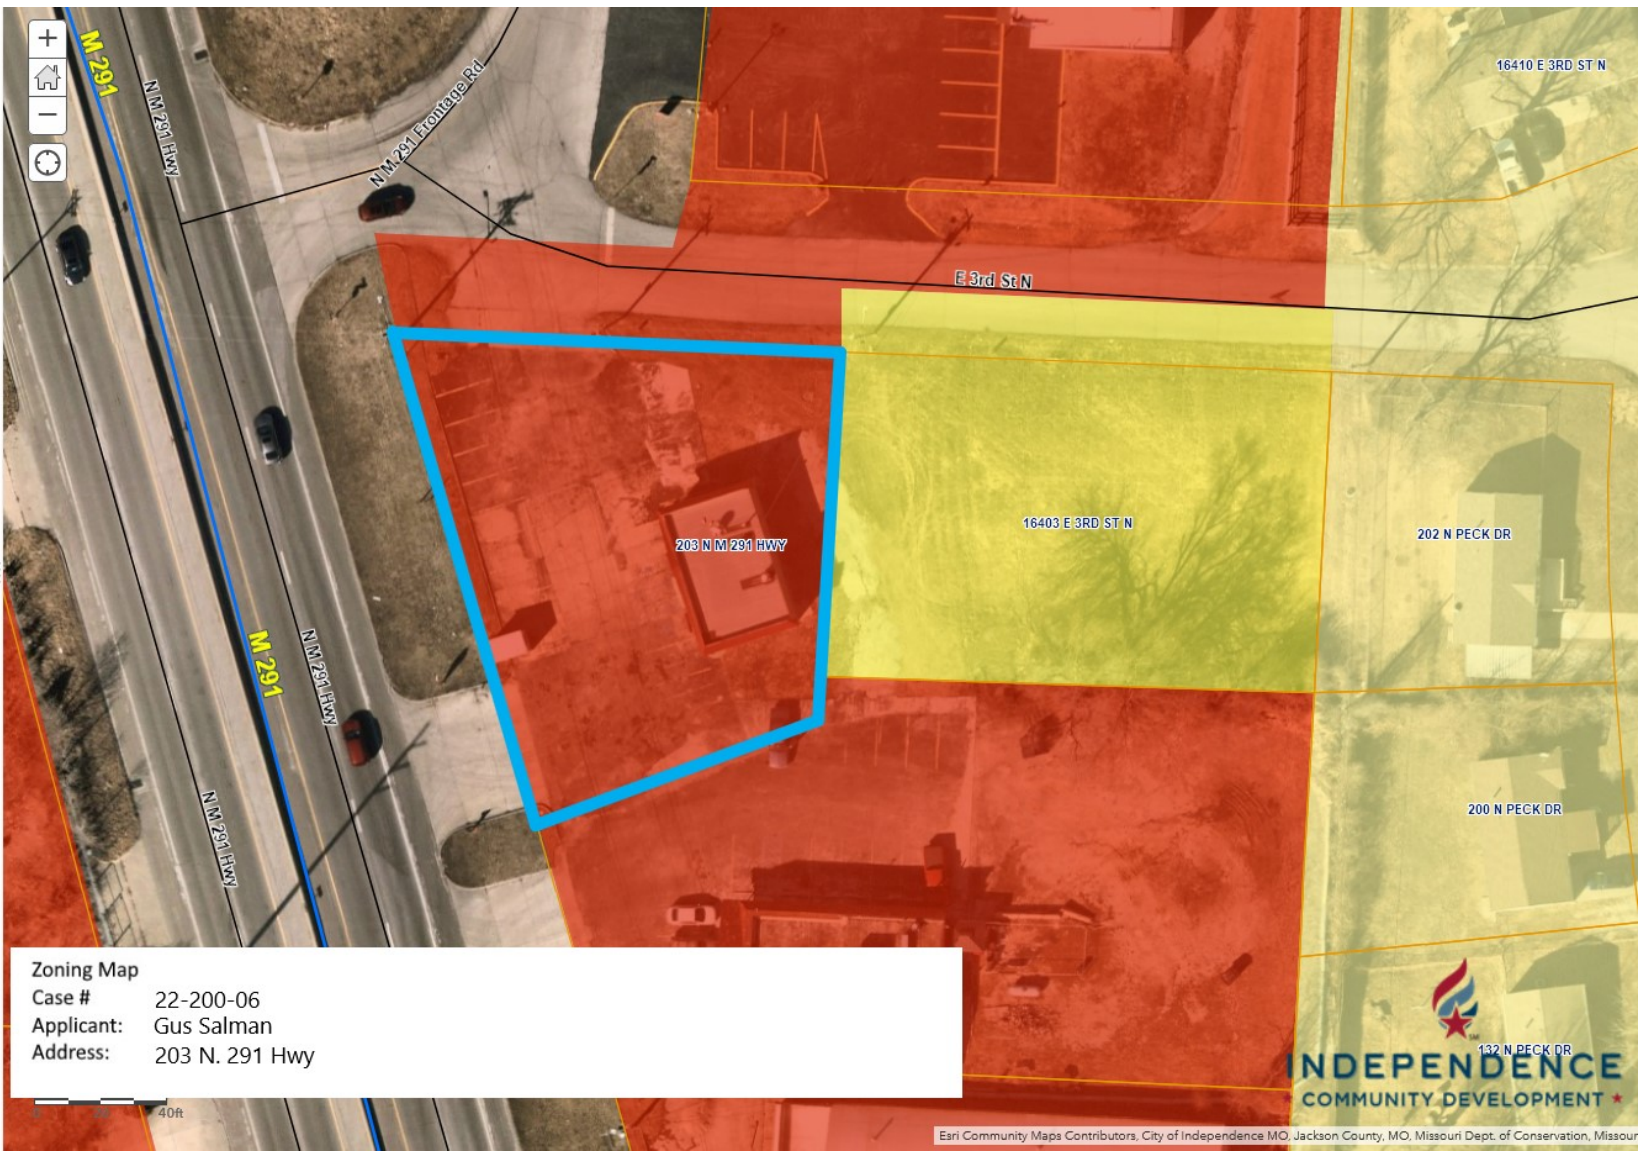 +
−
M 291
N M 291 Hwy
N M 291 Frontage Rd
16410 E 3RD ST N
E 3rd St N
203 N M 291 HWY
16403 E 3RD ST N
202 N PECK DR
M 291
N M 291 Hwy
N M 291 Hwy
200 N PECK DR
Zoning Map
Case # 22-200-06
Applicant: Gus Salman
Address: 203 N. 291 Hwy
132 N PECK DR
SM
INDEPENDENCE
COMMUNITY DEVELOPMENT
0 20 40ft
Esri Community Maps Contributors, City of Independence MO, Jackson County, MO, Missouri Dept. of Conservation, Missour